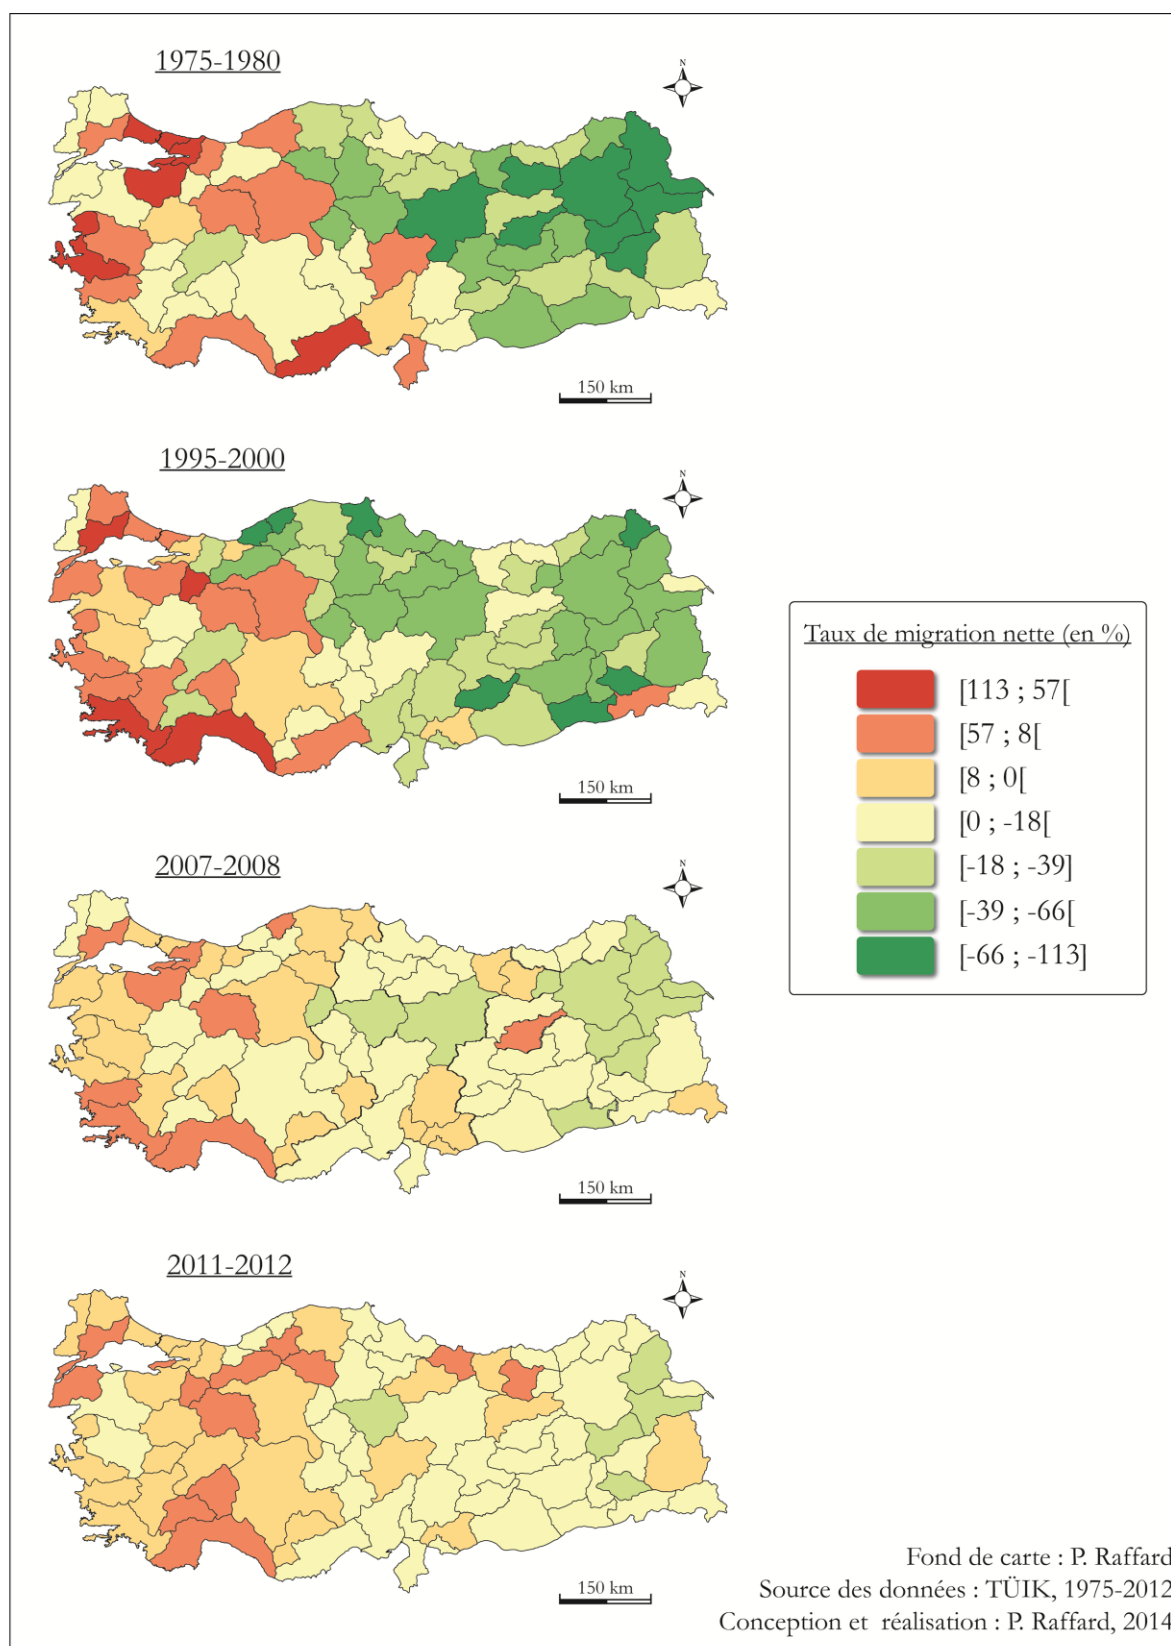 1975-1980
N
150 km
1995-2000
N
150 km
Taux de migration nette (en %)
[113 ; 57[
[57 ; 8[
[8 ; 0[
[0 ; -18[
[-18 ; -39]
[-39 ; -66[
[-66 ; -113]
2007-2008
N
150 km
2011-2012
N
150 km
Fond de carte : P. Raffard
Source des données : TÜIK, 1975-2012
Conception et réalisation : P. Raffard, 2014